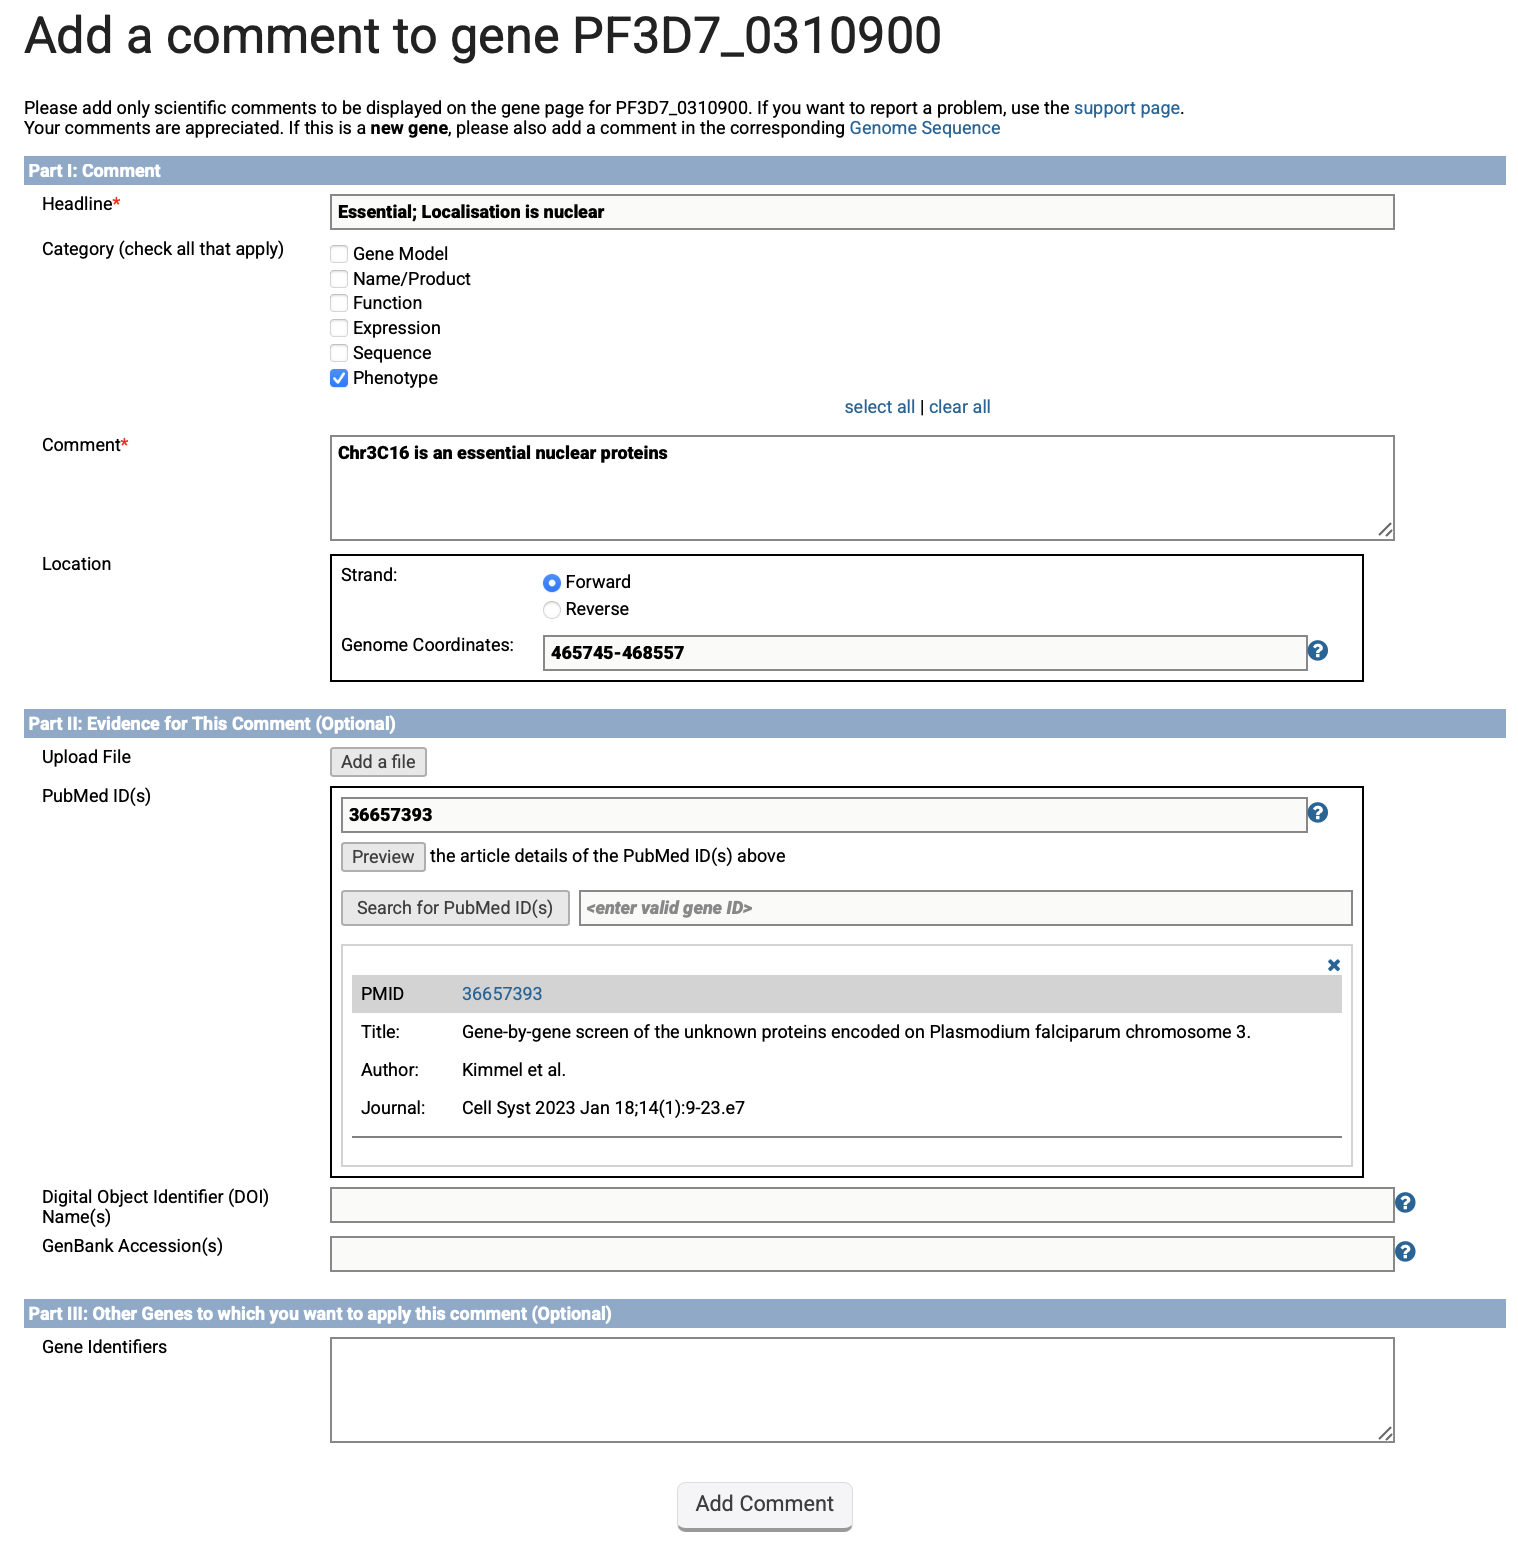 Add a comment to gene PF3D7_0310900
Please add only scientific comments to be displayed on the gene page for PF3D7_0310900. If you want to report a problem, use the support page.
Your comments are appreciated. If this is a new gene, please also add a comment in the corresponding Genome Sequence
Part I: Comment
Headline*
Essential; Localisation is nuclear
Category (check all that apply)
Gene Model
Name/Product
Function
Expression
Sequence
Phenotype
select all | clear all
Comment*
Chr3C16 is an essential nuclear proteins
Location
Strand:
Forward
Reverse
Genome Coordinates:
465745-468557
?
Part II: Evidence for This Comment (Optional)
Upload File
Add a file
PubMed ID(s)
36657393
?
Preview the article details of the PubMed ID(s) above
Search for PubMed ID(s) <enter valid gene ID>
PMID 36657393
Title: Gene-by-gene screen of the unknown proteins encoded on Plasmodium falciparum chromosome 3.
Author: Kimmel et al.
Journal: Cell Syst 2023 Jan 18;14(1):9-23.e7
Digital Object Identifier (DOI)
Name(s)
?
GenBank Accession(s)
?
Part III: Other Genes to which you want to apply this comment (Optional)
Gene Identifiers
Add Comment